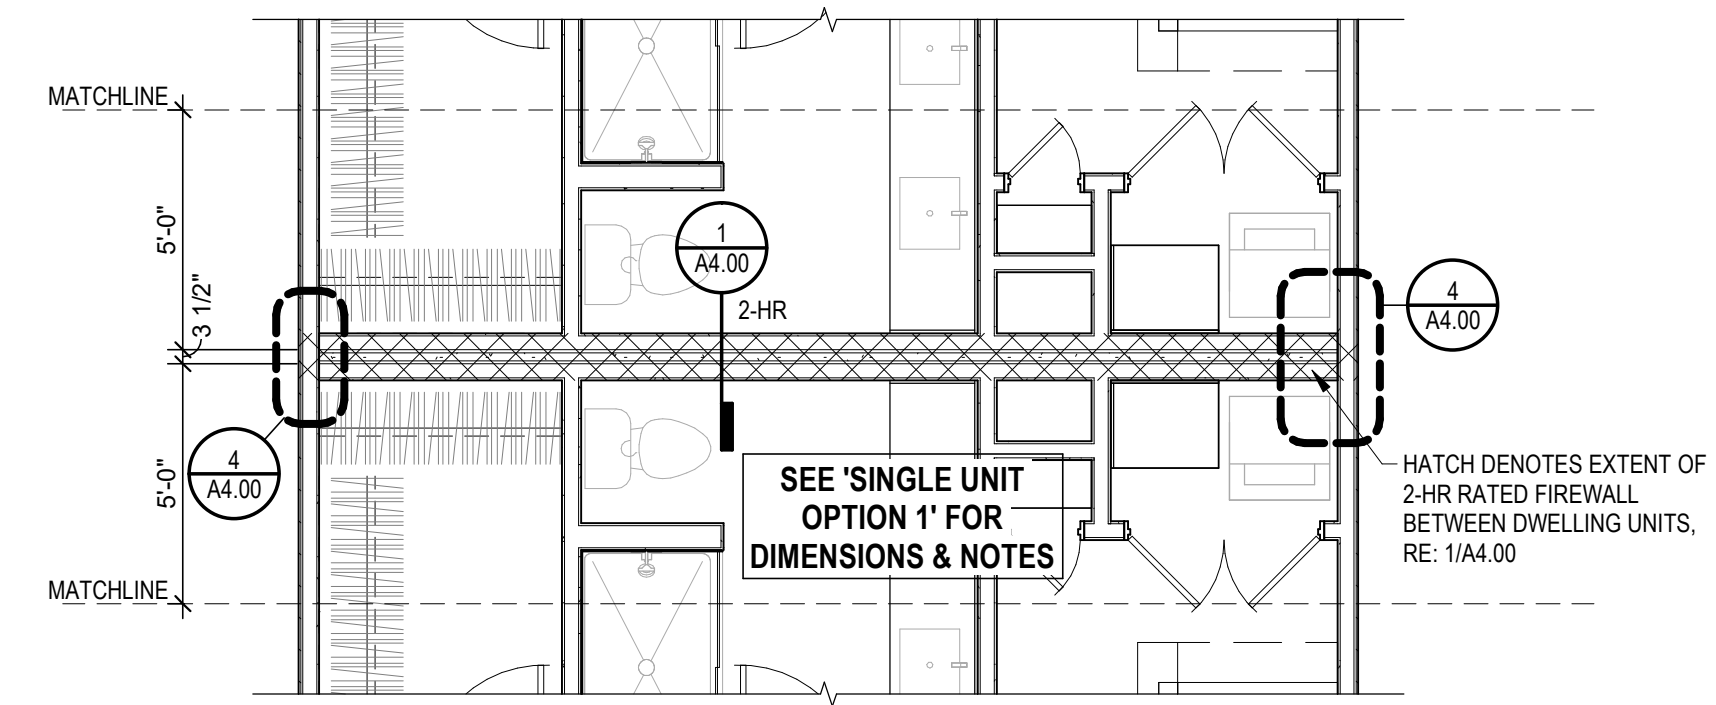 MATCHLINE
5'-0"
3 1/2"
1
A4.00
2-HR
4
A4.00
4
A4.00
5'-0"
SEE 'SINGLE UNIT
OPTION 1' FOR
DIMENSIONS & NOTES
HATCH DENOTES EXTENT OF
2-HR RATED FIREWALL
BETWEEN DWELLING UNITS,
RE: 1/A4.00
MATCHLINE